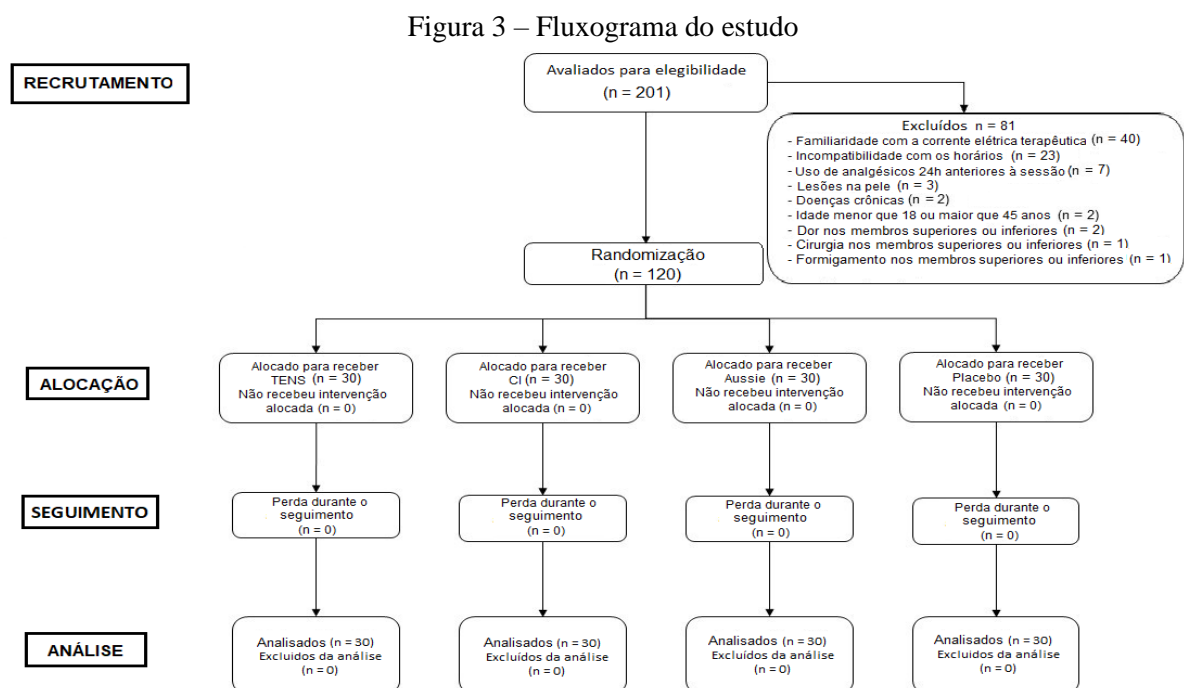 Figura 3 – Fluxograma do estudo
RECRUTAMENTO
Avaliados para elegibilidade
(n = 201)
Excluídos n = 81
- Familiaridade com a corrente elétrica terapêutica (n = 40)
- Incompatibilidade com os horários (n = 23)
- Uso de analgésicos 24h anteriores à sessão (n = 7)
- Lesões na pele (n = 3)
- Doenças crônicas (n = 2)
- Idade menor que 18 ou maior que 45 anos (n = 2)
- Dor nos membros superiores ou inferiores (n = 2)
- Cirurgia nos membros superiores ou inferiores (n = 1)
- Formigamento nos membros superiores ou inferiores (n = 1)
Randomização
(n = 120)
ALOCAÇÃO
Alocado para receber
TENS (n = 30)
Não recebeu intervenção
alocada (n = 0)
Alocado para receber
CI (n = 30)
Não recebeu intervenção
alocada (n = 0)
Alocado para receber
Aussie (n = 30)
Não recebeu intervenção
alocada (n = 0)
Alocado para receber
Placebo (n = 30)
Não recebeu intervenção
alocada (n = 0)
SEGUIMENTO
Perda durante o
seguimento
(n = 0)
Perda durante o
seguimento
(n = 0)
Perda durante o
seguimento
(n = 0)
Perda durante o
seguimento
(n = 0)
ANÁLISE
Analisados (n = 30)
Excluidos da análise
(n = 0)
Analisados (n = 30)
Excluídos da análise
(n = 0)
Analisados (n = 30)
Excluídos da análise
(n = 0)
Analisados (n = 30)
Excluidos da análise
(n = 0)